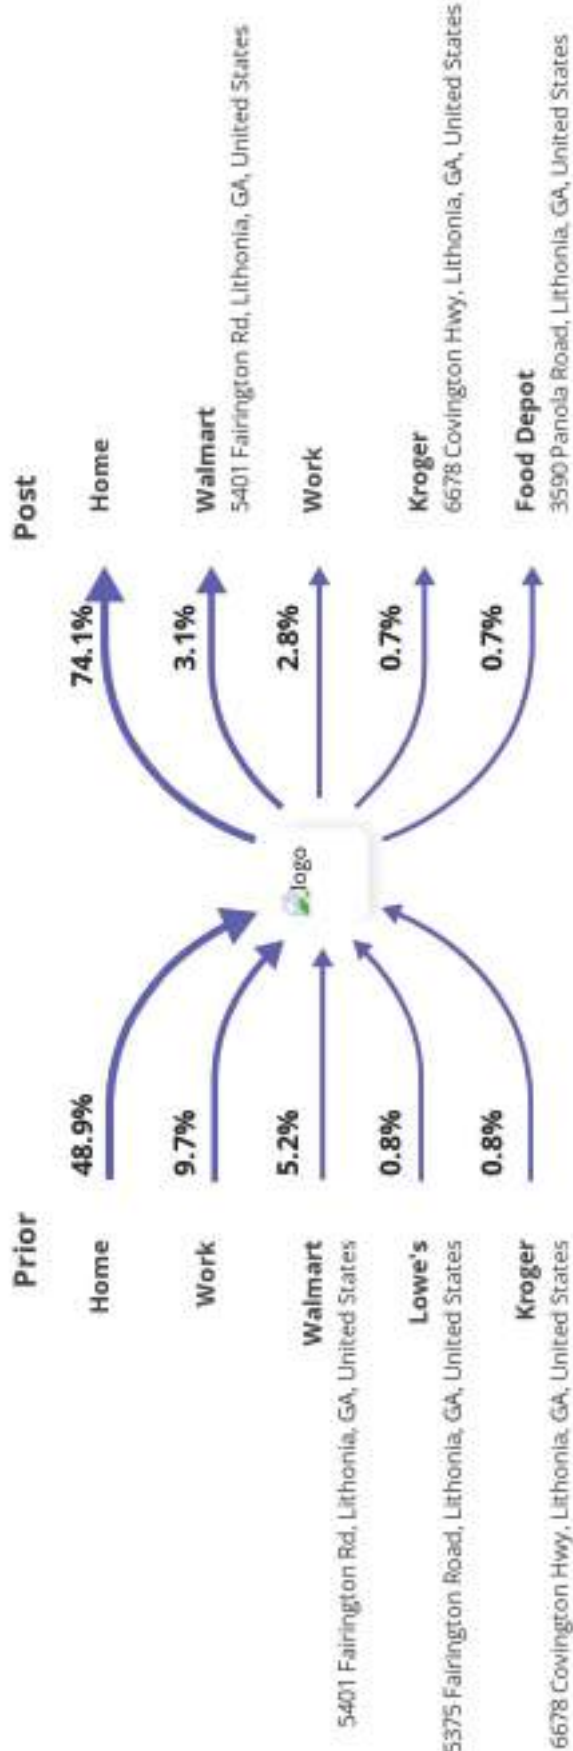 Prior
Post
Home
48.9%
74.1%
Home
Work
9.7%
3.1%
Walmart
5401 Fairington Rd, Lithonia, GA, United States
Walmart
5401 Fairington Rd, Lithonia, GA, United States
5.2%
logo
2.8%
Work
Lowe's
5375 Fairington Road, Lithonia, GA, United States
0.8%
0.7%
Kroger
6678 Covington Hwy, Lithonia, GA, United States
Kroger
6678 Covington Hwy, Lithonia, GA, United States
0.8%
0.7%
Food Depot
3590 Panola Road, Lithonia, GA, United States